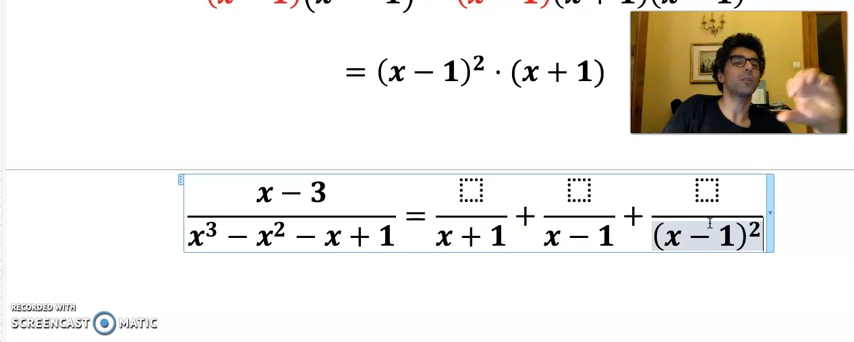 = (x − 1)² · (x + 1)
x − 3 / x³ − x² − x + 1 = ⬚ / x + 1 + ⬚ / x − 1 + ⬚ / (x − 1)²
RECORDED WITH
SCREENCAST MATIC